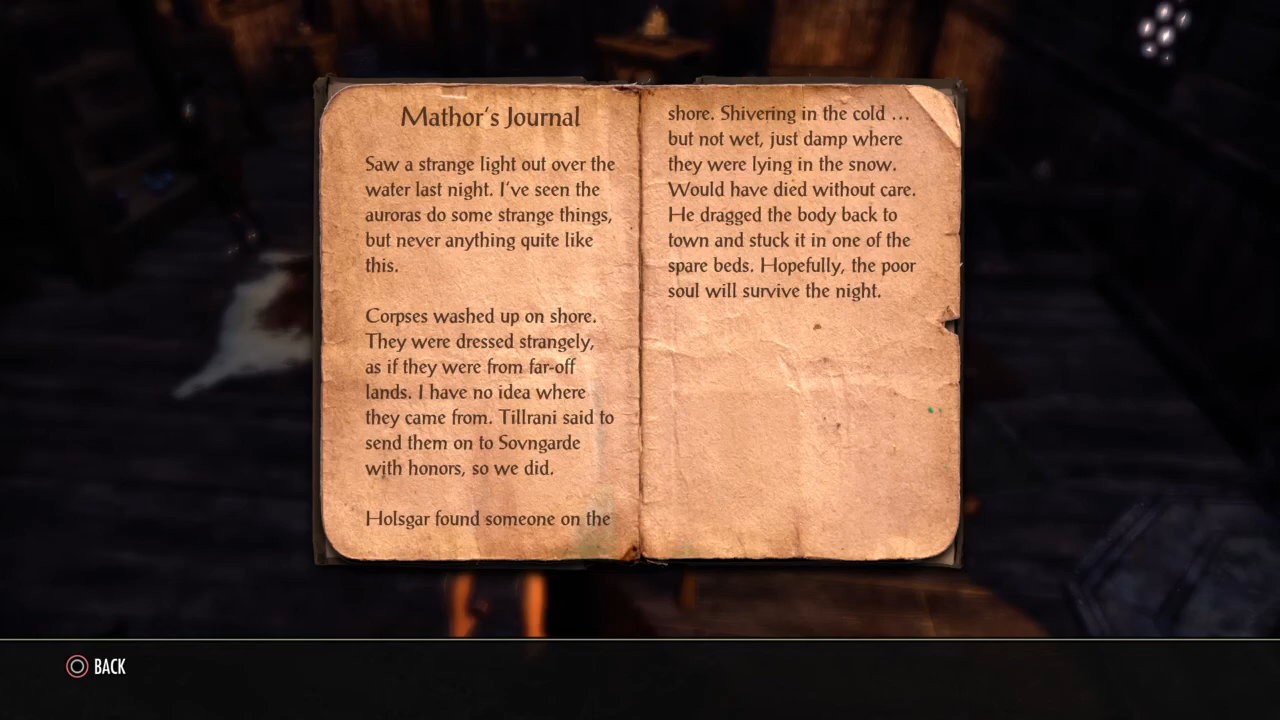 Mathor's Journal
Saw a strange light out over the
water last night. I've seen the
auroras do some strange things,
but never anything quite like
this.
Corpses washed up on shore.
They were dressed strangely,
as if they were from far-off
lands. I have no idea where
they came from. Tillrani said to
send them on to Sovngarde
with honors, so we did.
Holsgar found someone on the
shore. Shivering in the cold ...
but not wet, just damp where
they were lying in the snow.
Would have died without care.
He dragged the body back to
town and stuck it in one of the
spare beds. Hopefully, the poor
soul will survive the night.
BACK